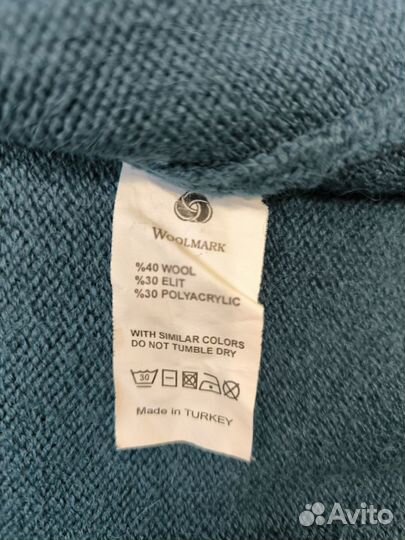 WOOLMARK
%40 WOOL
%30 ELIT
%30 POLYACRYLIC
WITH SIMILAR COLORS
DO NOT TUMBLE DRY
30
Made in TURKEY
Avito